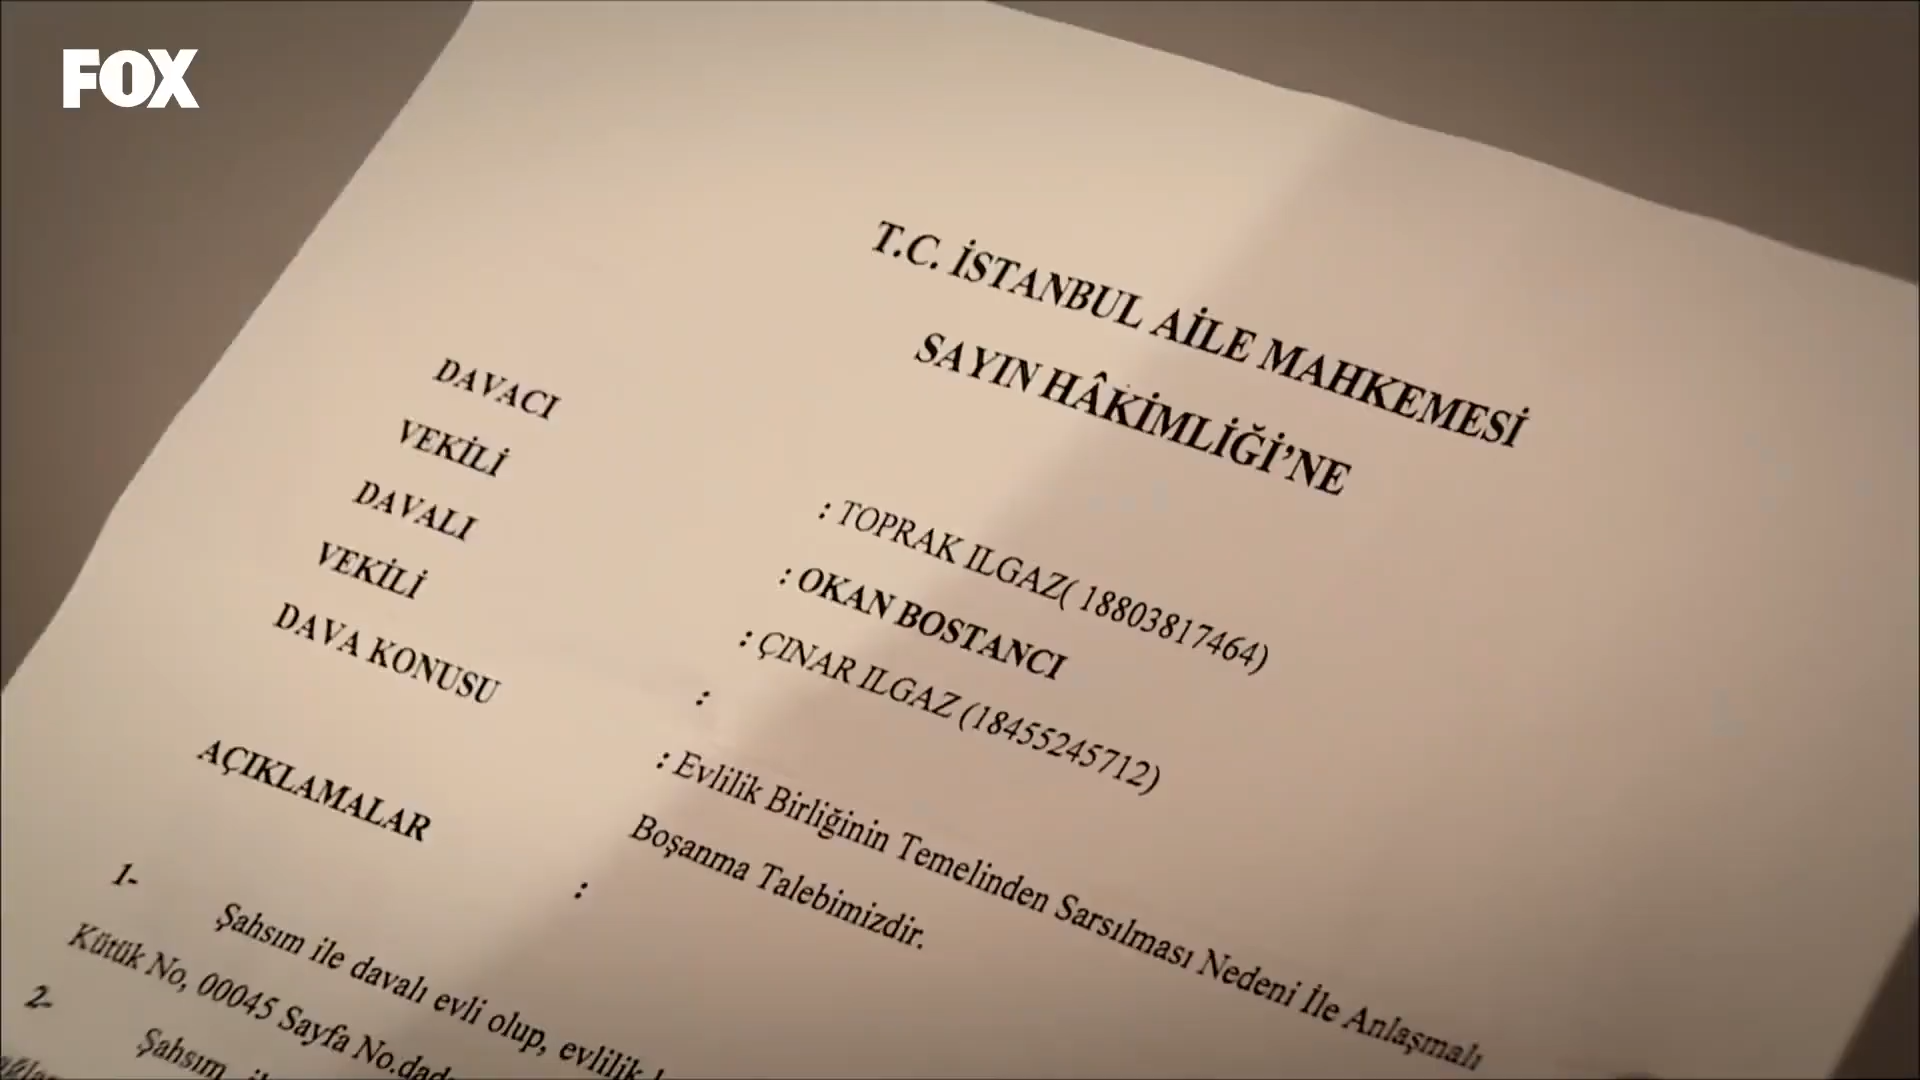 FOX
T.C. İSTANBUL AİLE MAHKEMESİ
SAYIN HÂKİMLİĞİ'NE
DAVACI : TOPRAK ILGAZ( 18803817464)
VEKİLİ : OKAN BOSTANCI
DAVALI : ÇINAR ILGAZ (18455245712)
VEKİLİ :
DAVA KONUSU : Evlilik Birliğinin Temelinden Sarsılması Nedeni İle Anlaşmalı
Boşanma Talebimizdir.
AÇIKLAMALAR :
1- Şahsım ile davalı evli olup, evlilik
Kütük No, 00045 Sayfa No.dad
2- Şahsım